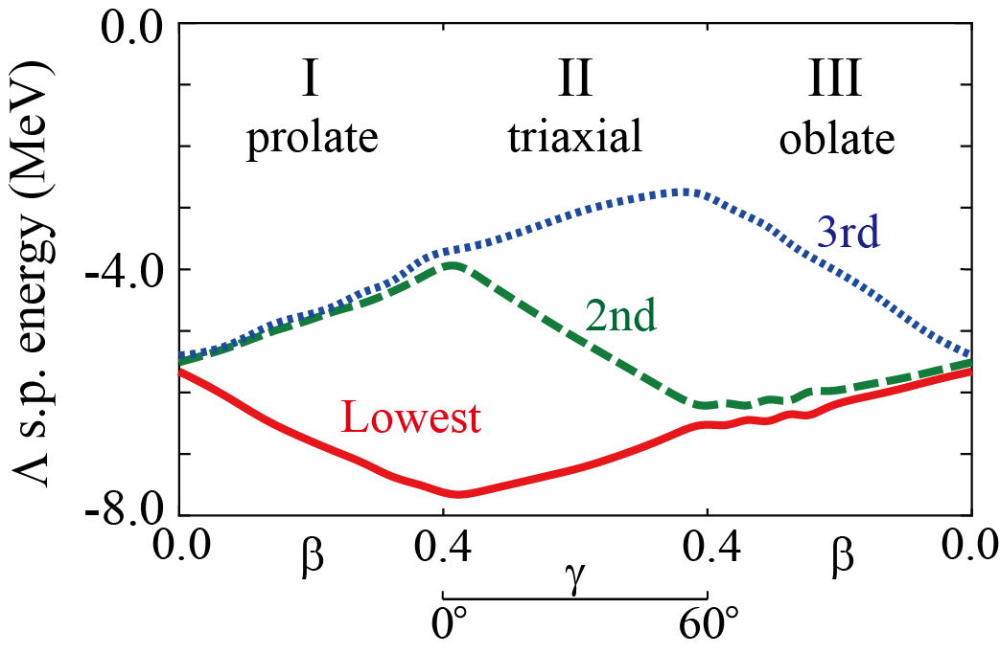 0.0
I
II
III
prolate
triaxial
oblate
3rd
-4.0
2nd
Lowest
-8.0
Λ s.p. energy (MeV)
0.0
β
0.4
γ
0.4
β
0.0
0°
60°